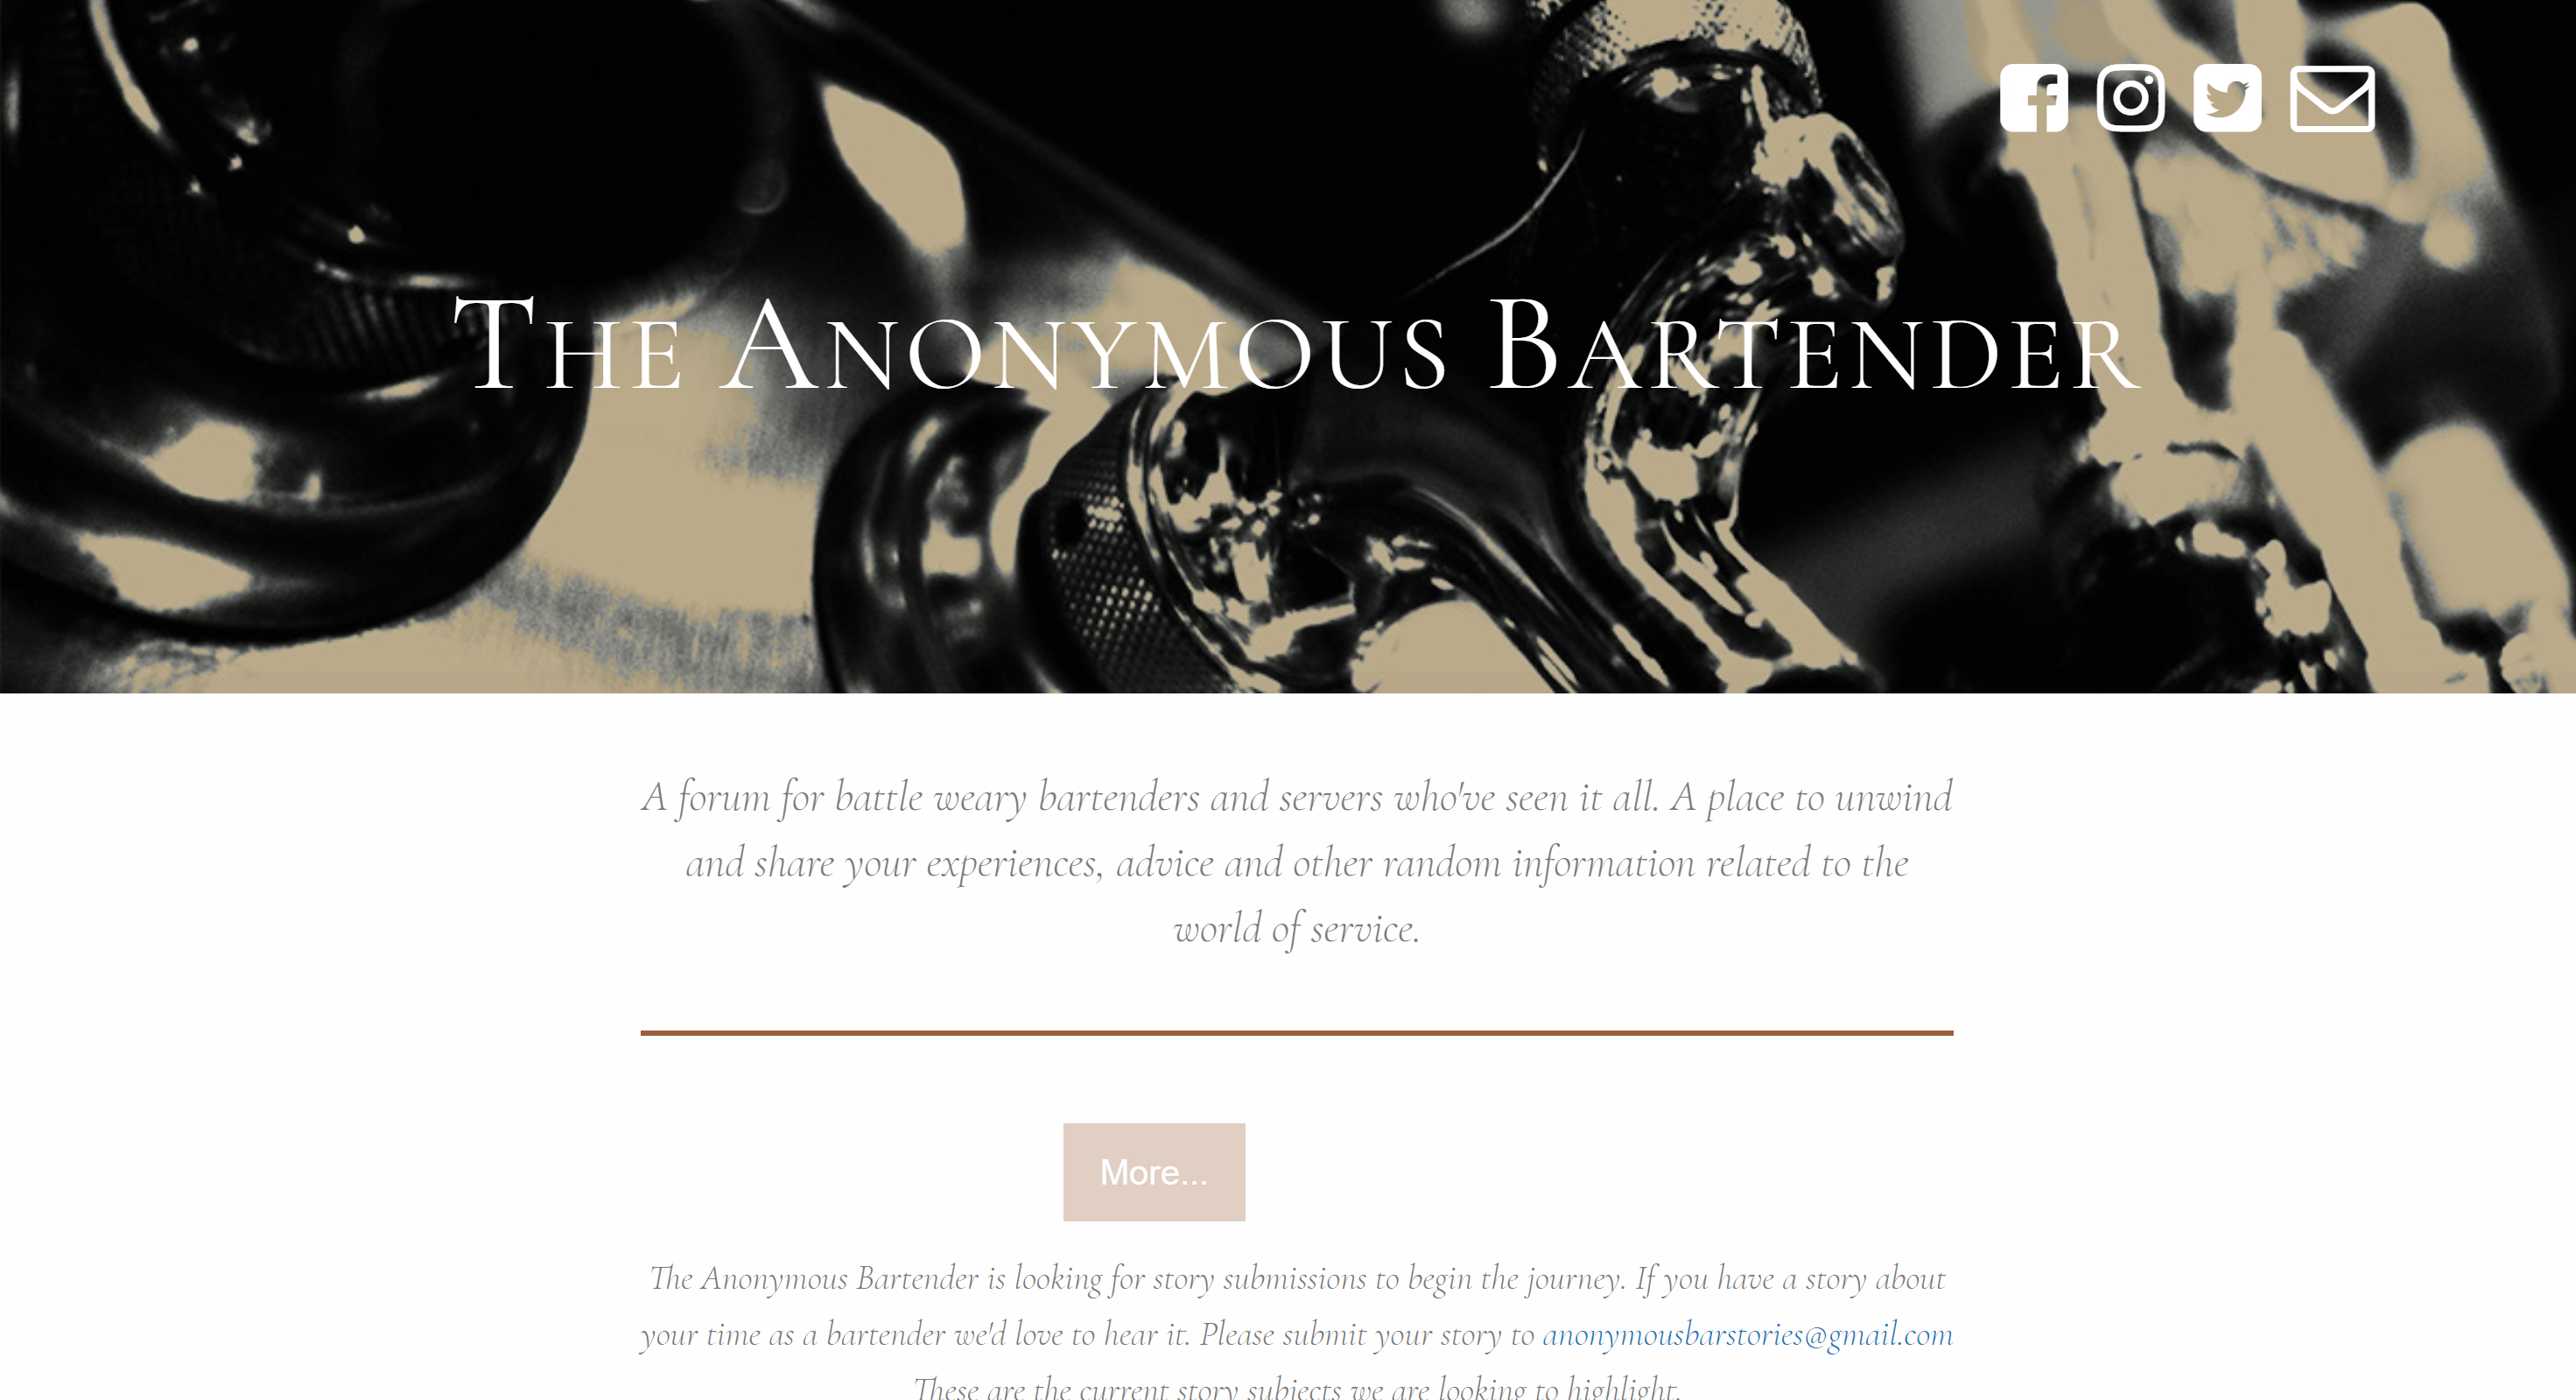 The Anonymous Bartender
A forum for battle weary bartenders and servers who've seen it all. A place to unwind
and share your experiences, advice and other random information related to the
world of service.
More...
The Anonymous Bartender is looking for story submissions to begin the journey. If you have a story about
your time as a bartender we'd love to hear it. Please submit your story to anonymousbarstories@gmail.com
These are the current story subjects we are looking to highlight.